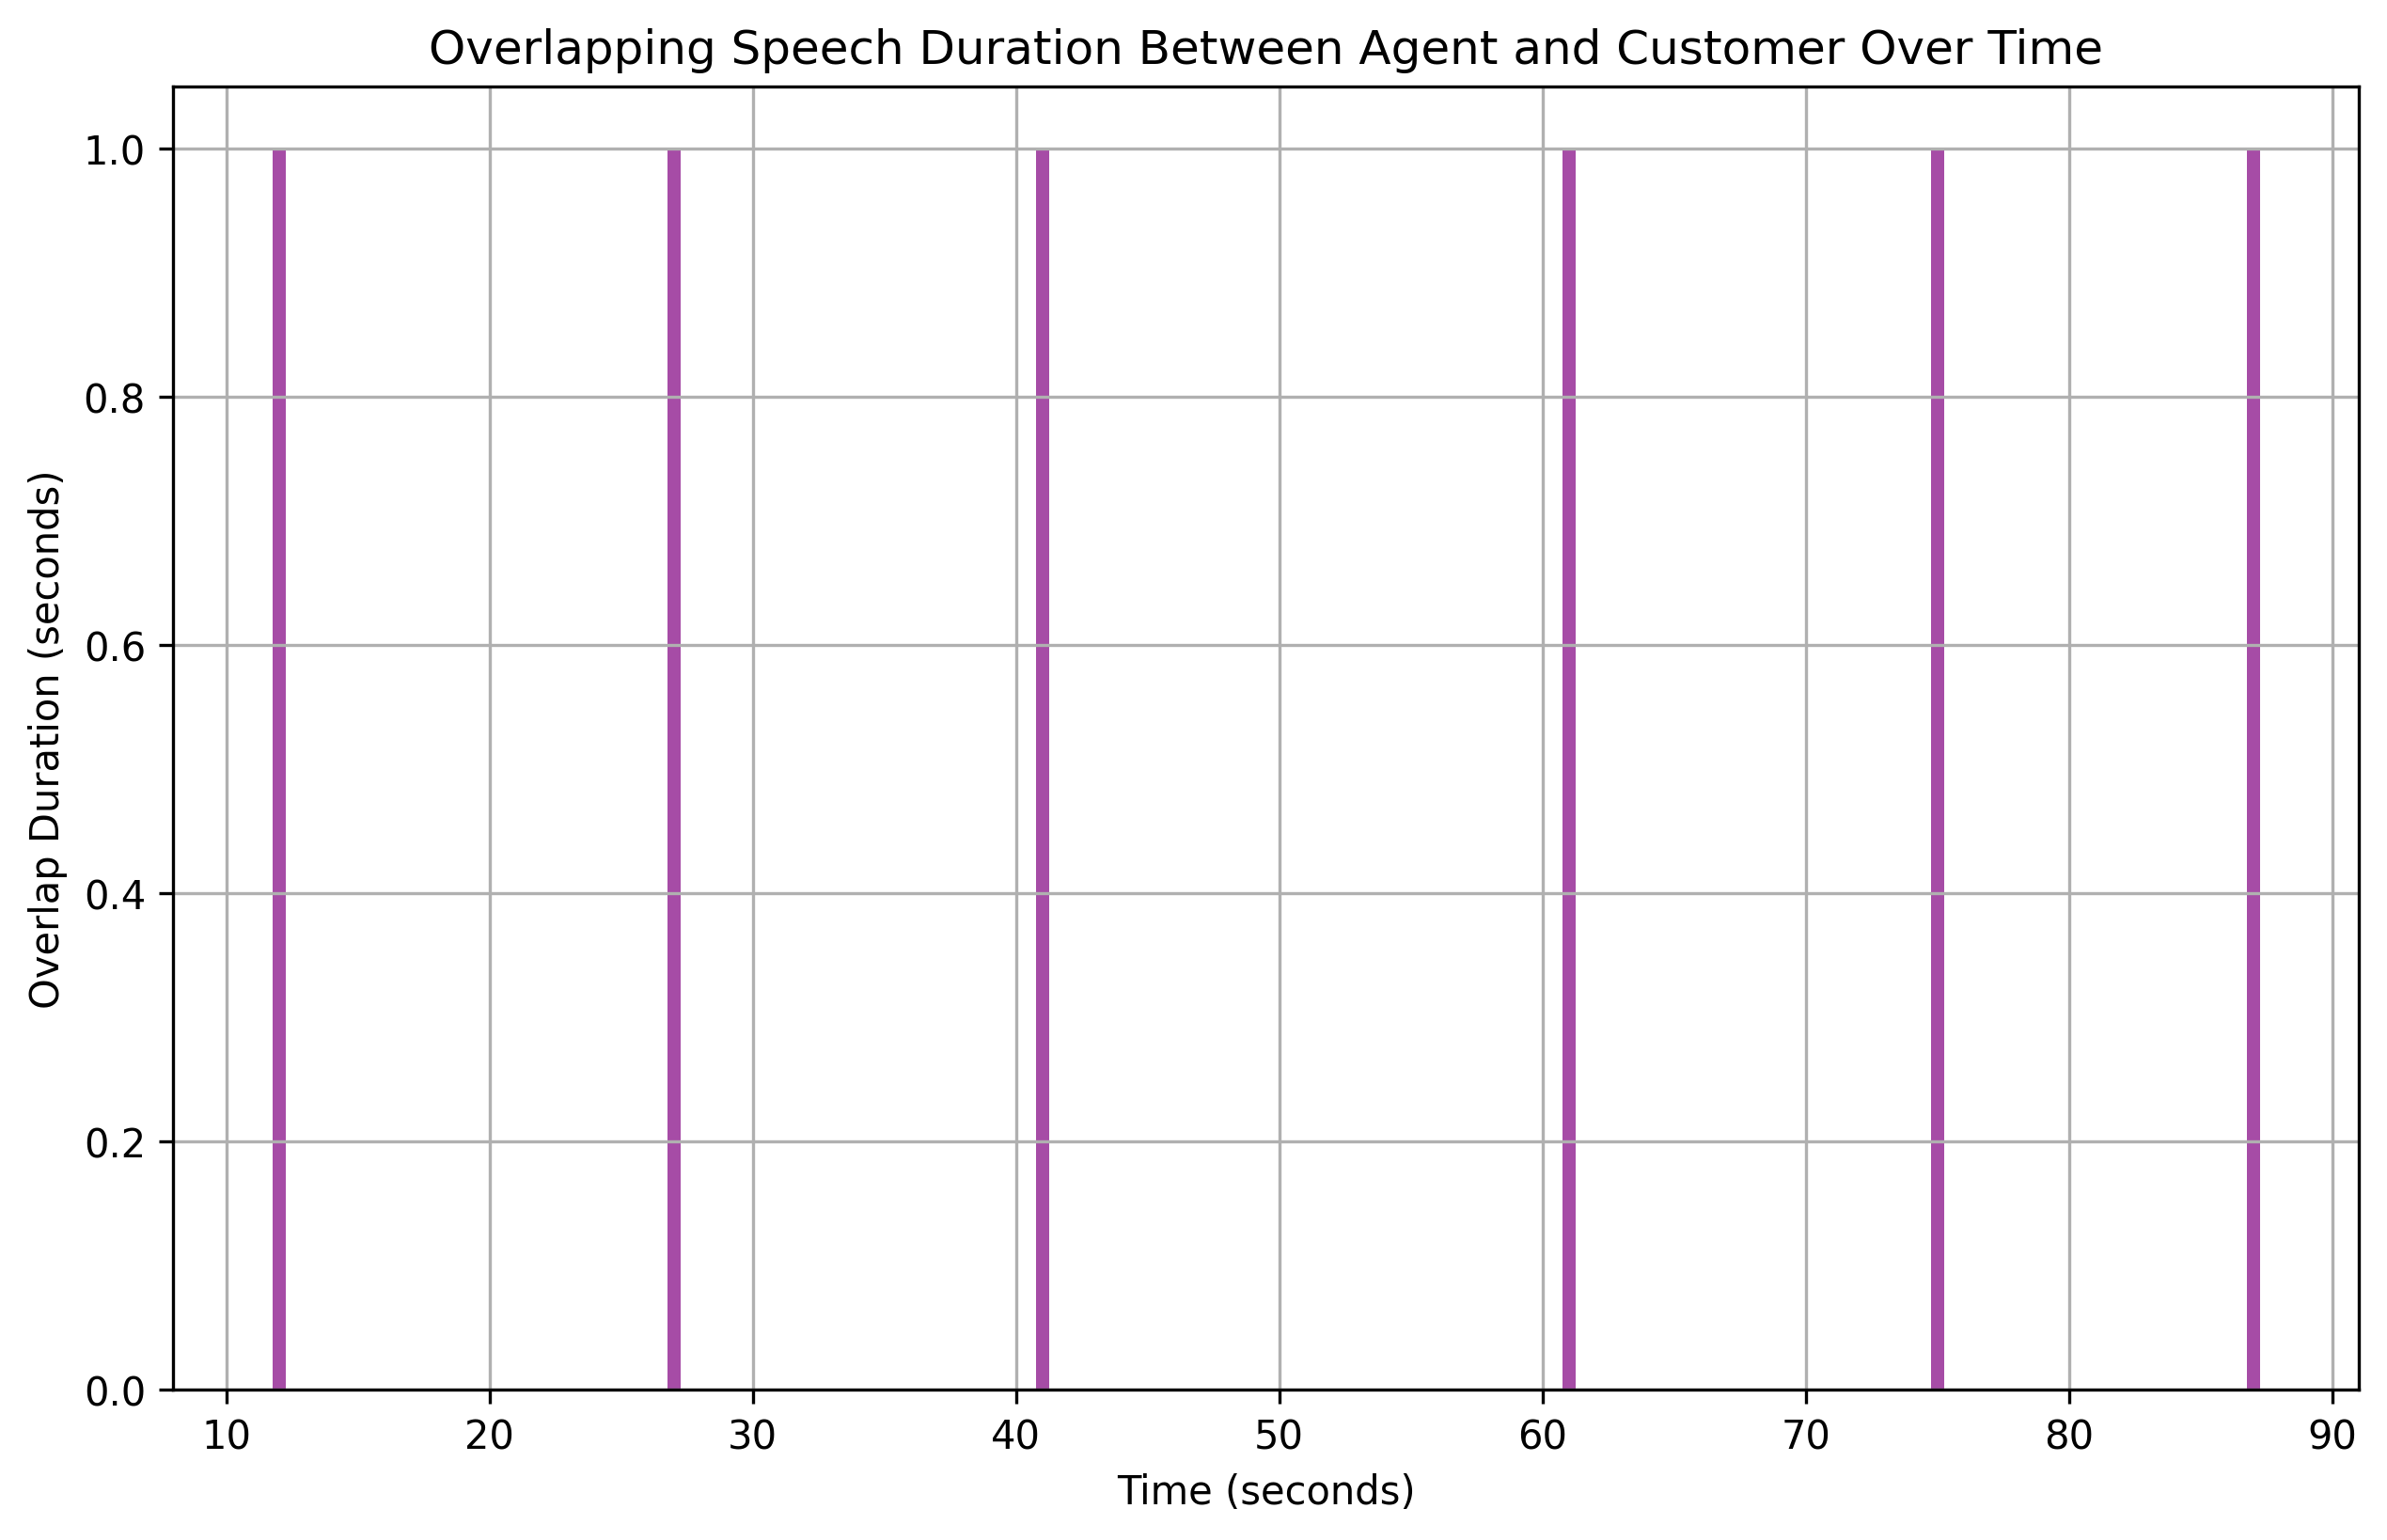 Overlapping Speech Duration Between Agent and Customer Over Time
1.0
0.8
0.6
0.4
0.2
0.0
Overlap Duration (seconds)
10 20 30 40 50 60 70 80 90
Time (seconds)